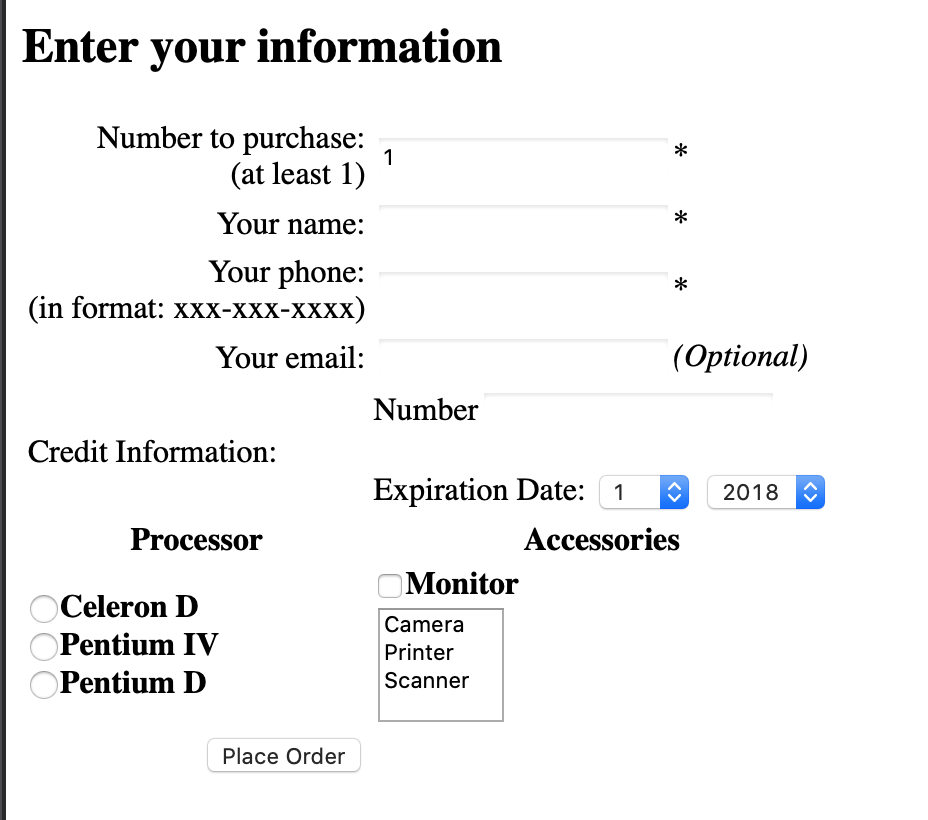 Enter your information
Number to purchase:
(at least 1)
1
*
Your name:
*
Your phone:
(in format: xxx-xxx-xxxx)
*
Your email:
(Optional)
Credit Information:
Number
Expiration Date: 1 2018
Processor
Celeron D
Pentium IV
Pentium D
Accessories
Monitor
Camera
Printer
Scanner
Place Order